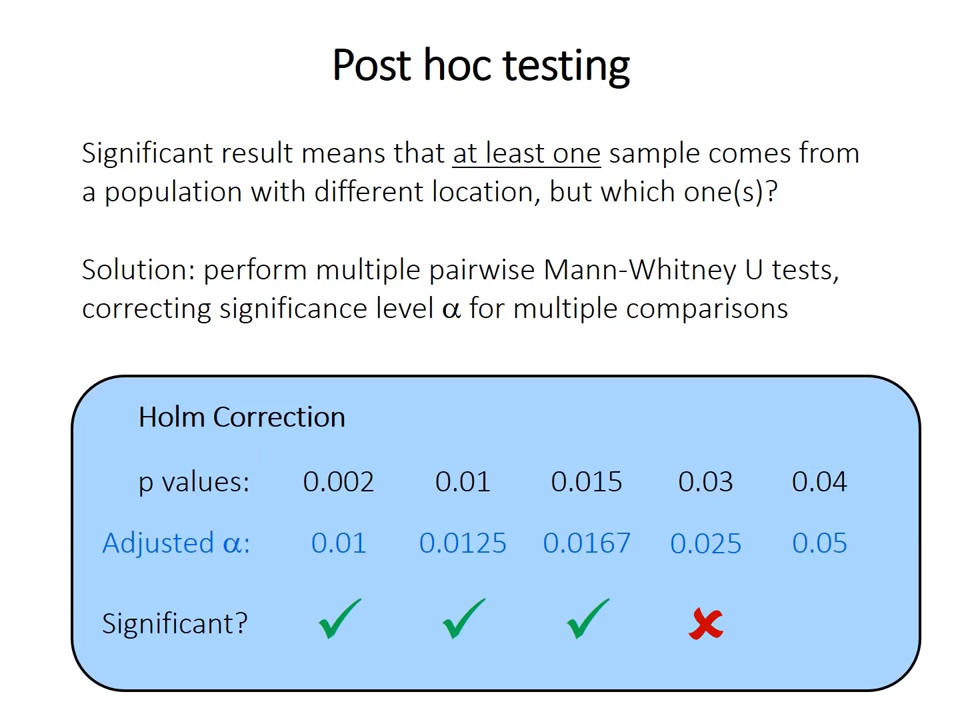 Post hoc testing
Significant result means that at least one sample comes from
a population with different location, but which one(s)?
Solution: perform multiple pairwise Mann-Whitney U tests,
correcting significance level α for multiple comparisons
Holm Correction
p values: 0.002 0.01 0.015 0.03 0.04
Adjusted α: 0.01 0.0125 0.0167 0.025 0.05
Significant? ✓ ✓ ✓ ✘